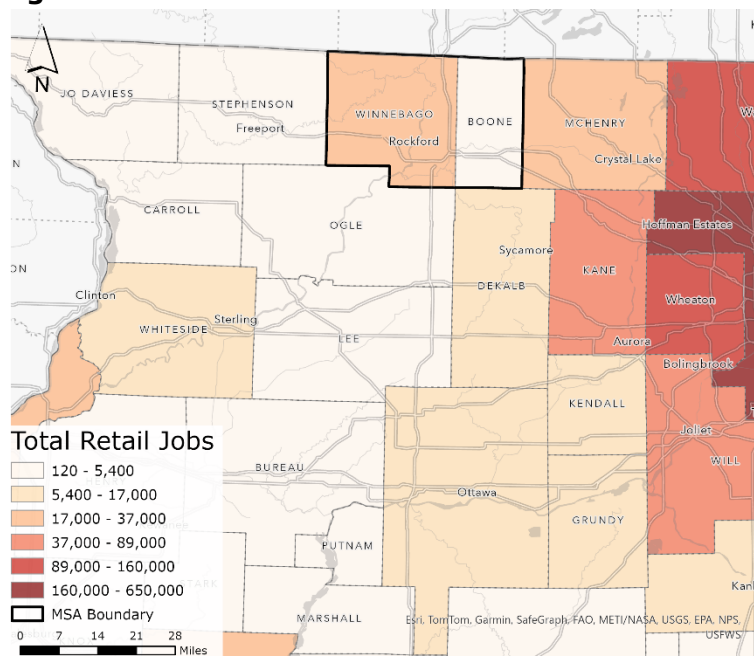 N
JO DAVIESS
STEPHENSON
Freeport
WINNEBAGO
Rockford
BOONE
MCHENRY
Crystal Lake
CARROLL
OGLE
Hoffman Estates
Sycamore
KANE
DEKALB
Wheaton
Clinton
Sterling
WHITESIDE
LEE
Aurora
Bolingbrook
KENDALL
Joliet
WILL
BUREAU
Ottawa
GRUNDY
PUTNAM
MARSHALL
Total Retail Jobs
120 - 5,400
5,400 - 17,000
17,000 - 37,000
37,000 - 89,000
89,000 - 160,000
160,000 - 650,000
MSA Boundary
0 7 14 21 28
Miles
HENRY
STARK
Esri, TomTom, Garmin, SafeGraph, FAO, METI/NASA, USGS, EPA, NPS,
USFWS